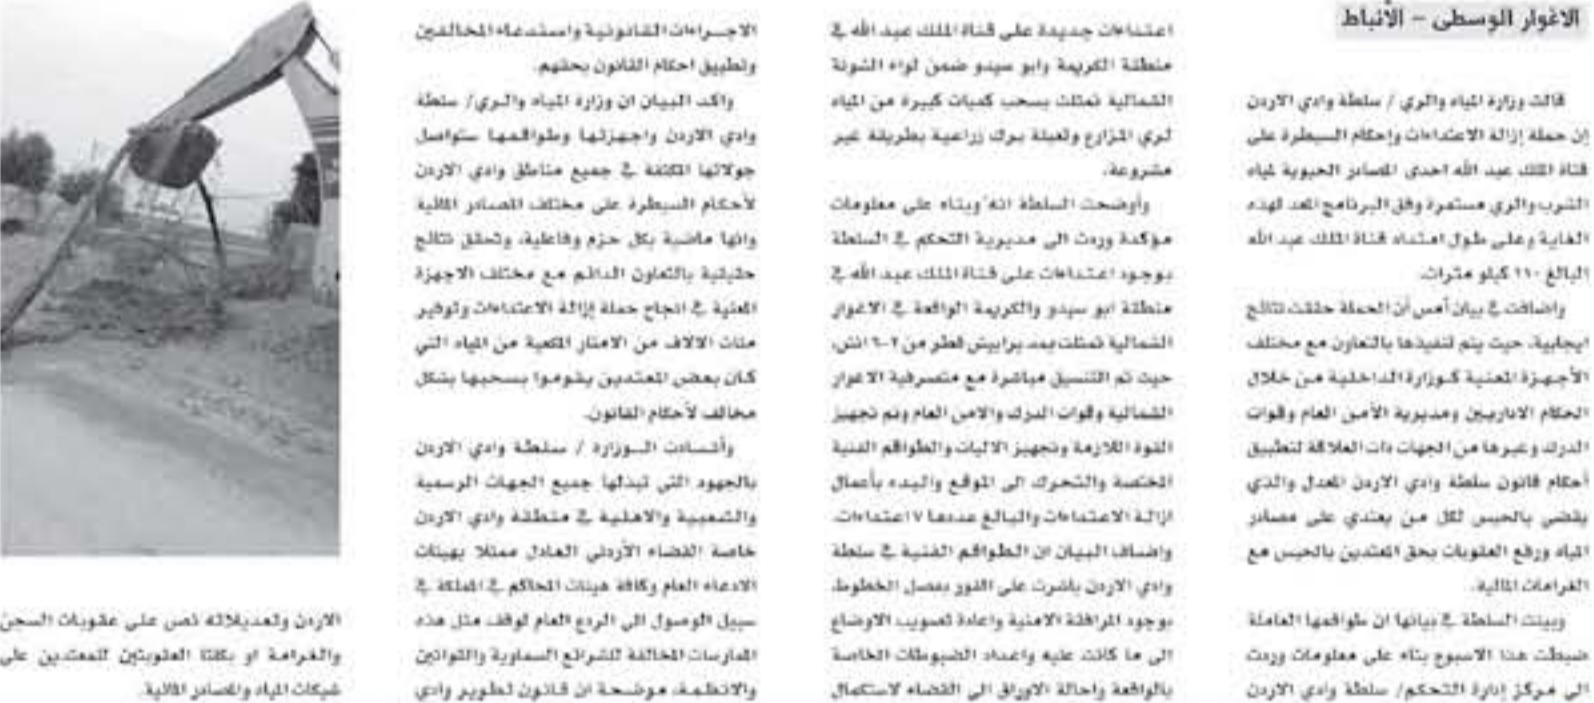 الاغوار الوسطى – الأنباط
قالت وزارة المياه والري / سلطة وادي الاردن
إن حملة إزالة الاعتداءات وإحكام السيطرة على
قناة الملك عبد الله احدى المصادر الحيوية لمياه
الشرب والري مستمرة وفق البرنامج المعد لهذه
الغاية وعلى طول امتداد قناة الملك عبد الله
البالغ ١١٠ كيلو مترات.
واضافت في بيان أمس أن الحملة حققت نتائج
ايجابية، حيث يتم تنفيذها بالتعاون مع مختلف
الأجهزة المعنية كوزارة الداخلية من خلال
الحكام الاداريين ومديرية الأمن العام وقوات
الدرك وغيرها من الجهات ذات العلاقة لتطبيق
أحكام قانون سلطة وادي الاردن المعدل والذي
يقضي بالحبس لكل من يعتدي على مصادر
المياه ورفع العقوبات بحق المعتدين بالحبس مع
الغرامات المالية.
وبينت السلطة في بيانها ان طواقمها العاملة
ضبطت هذا الاسبوع بناء على معلومات وردت
الى مركز إدارة التحكم/ سلطة وادي الاردن
اعتداءات جديدة على قناة الملك عبد الله في
منطقة الكريمة وابو سيدو ضمن لواء الشونة
الشمالية تمثلت بسحب كميات كبيرة من المياه
لري المزارع وتعبئة برك زراعية بطريقة غير
مشروعة.
وأوضحت السلطة انه وبناء على معلومات
مؤكدة وردت الى مديرية التحكم في السلطة
بوجود اعتداءات على قناة الملك عبد الله في
منطقة ابو سيدو والكريمة الواقعة في الاغوار
الشمالية تمثلت بمد برابيش قطر من ٢-٦ انش،
حيث تم التنسيق مباشرة مع متصرفية الاغوار
الشمالية وقوات الدرك والامن العام وتم تجهيز
القوة اللازمة وتجهيز الاليات والطواقم الفنية
المختصة والتحرك الى الموقع والبدء بأعمال
ازالة الاعتداءات والبالغ عددها ٧ اعتداءات.
واضاف البيان ان الطواقم الفنية في سلطة
وادي الاردن باشرت على الفور بفصل الخطوط
بوجود المرافقة الامنية واعادة تصويب الاوضاع
الى ما كانت عليه واعداد الضبوطات الخاصة
بالواقعة واحالة الاوراق الى القضاء لاستكمال
الاجراءات القانونية واستدعاء المخالفين
وتطبيق احكام القانون بحقهم.
واكد البيان ان وزارة المياه والري/ سلطة
وادي الاردن واجهزتها وطواقمها ستواصل
جولاتها المكثفة في جميع مناطق وادي الاردن
لأحكام السيطرة على مختلف المصادر المائية
وانها ماضية بكل حزم وفاعلية، وتحقق نتائج
حقيقية بالتعاون الدائم مع مختلف الاجهزة
المعنية في انجاح حملة إزالة الاعتداءات وتوفير
مئات الالاف من الامتار المكعبة من المياه التي
كان بعض المعتدين يقوموا بسحبها بشكل
مخالف لأحكام القانون.
وأشادت الوزارة / سلطة وادي الاردن
بالجهود التي تبذلها جميع الجهات الرسمية
والشعبية والاهلية في منطقة وادي الاردن
خاصة القضاء الأردني العادل ممثلا بهيئات
الادعاء العام وكافة هيئات المحاكم في المملكة في
سبيل الوصول الى الردع العام لوقف مثل هذه
الممارسات المخالفة للشرائع السماوية والقوانين
والانظمة، موضحة ان قانون تطوير وادي
الاردن وتعديلاته نص على عقوبات السجن
والغرامة او بكلتا العقوبتين للمعتدين على
شبكات المياه والمصادر المائية.